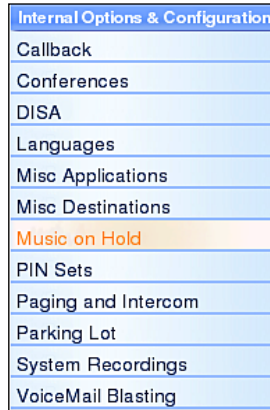 Internal Options & Configuration
Callback
Conferences
DISA
Languages
Misc Applications
Misc Destinations
Music on Hold
PIN Sets
Paging and Intercom
Parking Lot
System Recordings
VoiceMail Blasting